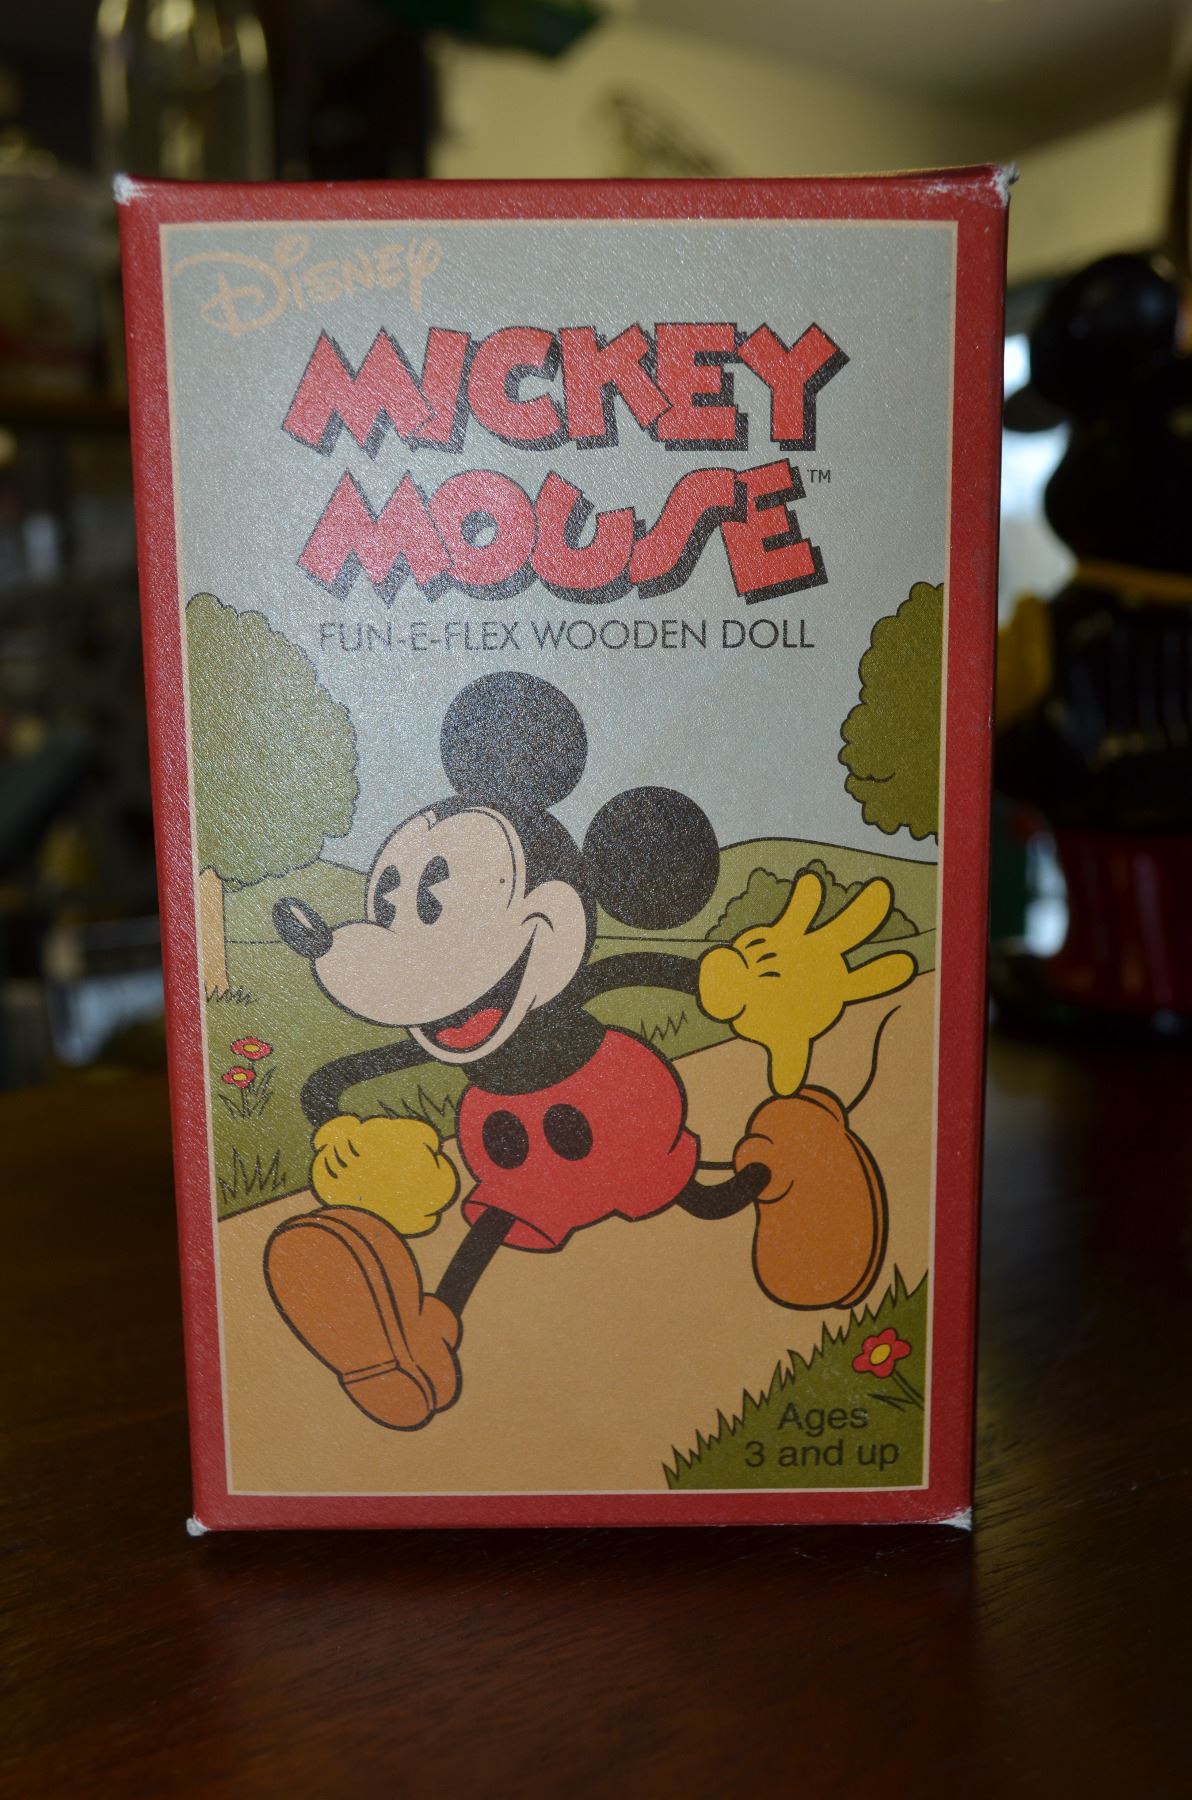 Disney
MICKEY
MOUSE™
FUN-E-FLEX WOODEN DOLL
Ages
3 and up